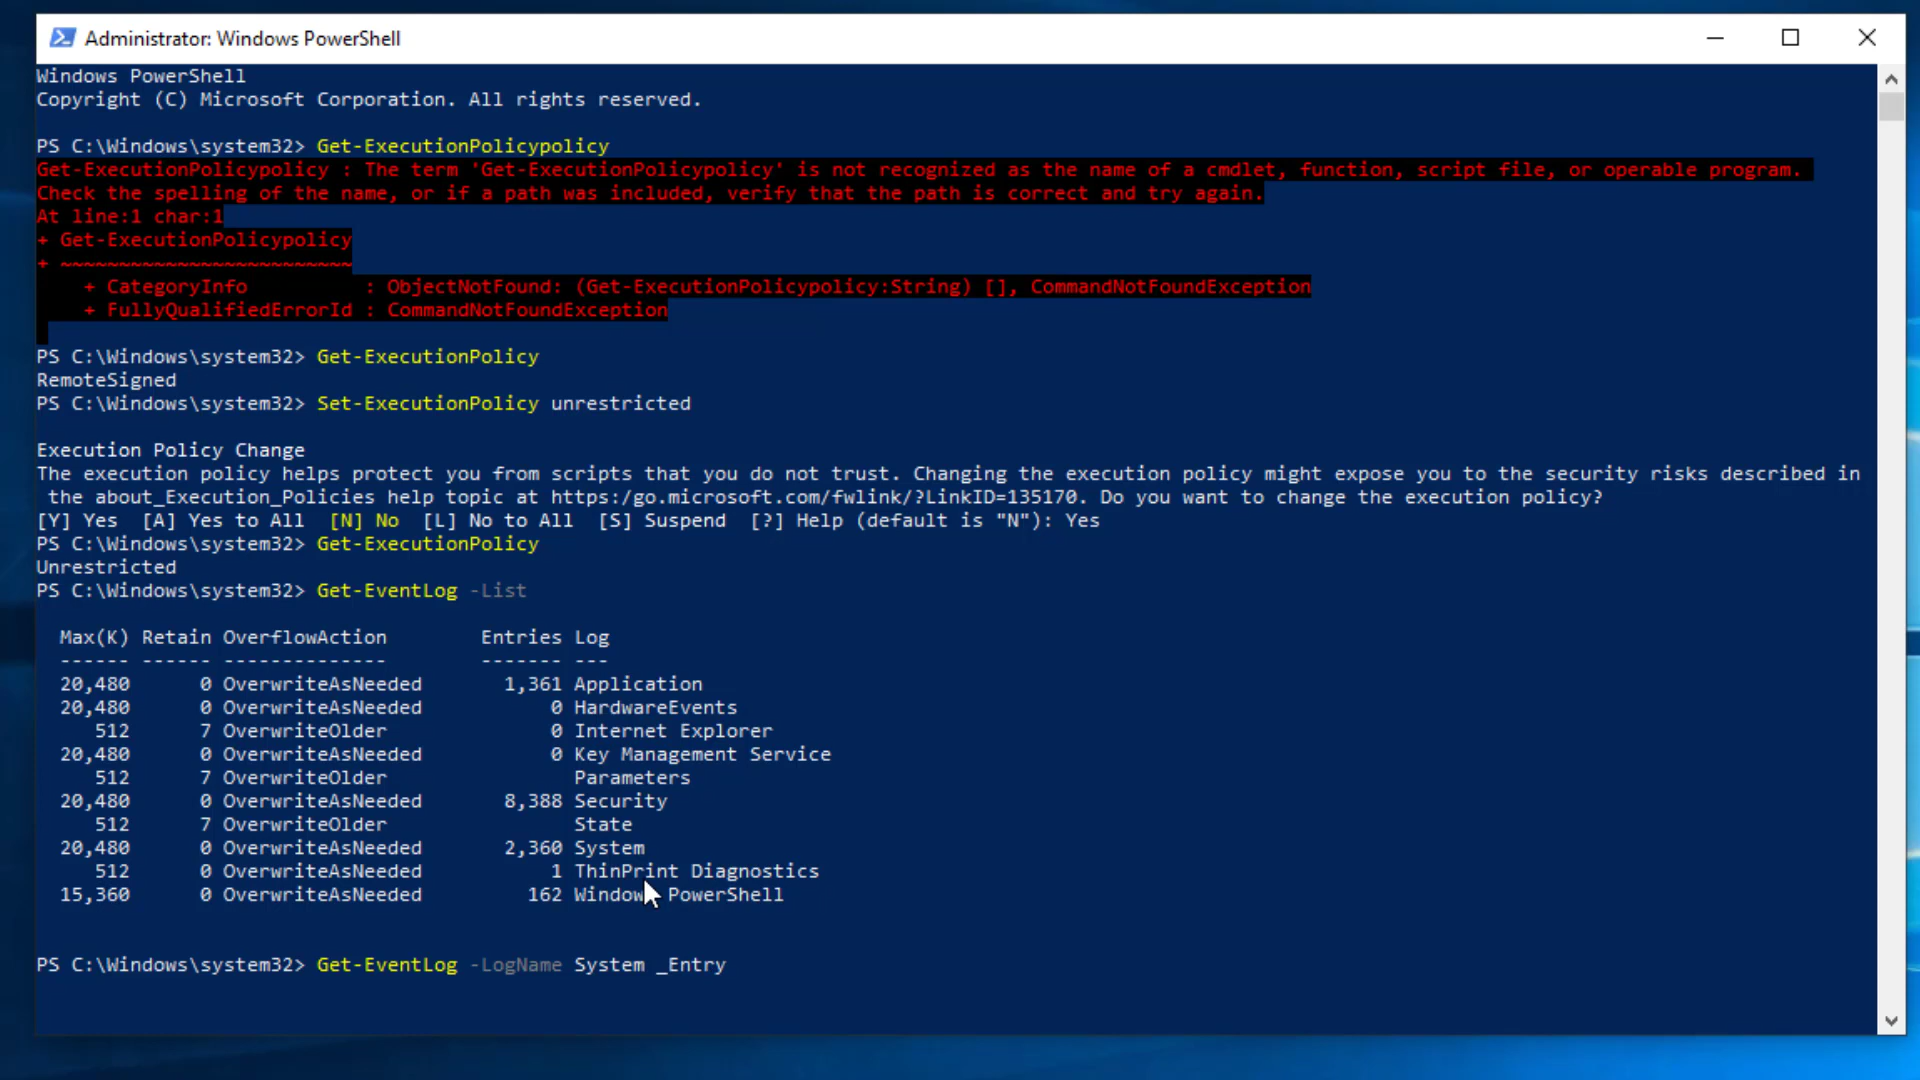 Administrator: Windows PowerShell
Windows PowerShell
Copyright (C) Microsoft Corporation. All rights reserved.
PS C:\Windows\system32> Get-ExecutionPolicypolicy
Get-ExecutionPolicypolicy : The term 'Get-ExecutionPolicypolicy' is not recognized as the name of a cmdlet, function, script file, or operable program.
Check the spelling of the name, or if a path was included, verify that the path is correct and try again.
At line:1 char:1
+ Get-ExecutionPolicypolicy
+ ~~~~~~~~~~~~~~~~~~~~~~~~~
    + CategoryInfo          : ObjectNotFound: (Get-ExecutionPolicypolicy:String) [], CommandNotFoundException
    + FullyQualifiedErrorId : CommandNotFoundException
PS C:\Windows\system32> Get-ExecutionPolicy
RemoteSigned
PS C:\Windows\system32> Set-ExecutionPolicy unrestricted
Execution Policy Change
The execution policy helps protect you from scripts that you do not trust. Changing the execution policy might expose you to the security risks described in
 the about_Execution_Policies help topic at https:/go.microsoft.com/fwlink/?LinkID=135170. Do you want to change the execution policy?
[Y] Yes  [A] Yes to All  [N] No  [L] No to All  [S] Suspend  [?] Help (default is "N"): Yes
PS C:\Windows\system32> Get-ExecutionPolicy
Unrestricted
PS C:\Windows\system32> Get-EventLog -List
  Max(K) Retain OverflowAction        Entries Log
  ------ ------ --------------        ------- ---
  20,480      0 OverwriteAsNeeded       1,361 Application
  20,480      0 OverwriteAsNeeded           0 HardwareEvents
     512      7 OverwriteOlder              0 Internet Explorer
  20,480      0 OverwriteAsNeeded           0 Key Management Service
     512      7 OverwriteOlder                Parameters
  20,480      0 OverwriteAsNeeded       8,388 Security
     512      7 OverwriteOlder                State
  20,480      0 OverwriteAsNeeded       2,360 System
     512      0 OverwriteAsNeeded           1 ThinPrint Diagnostics
  15,360      0 OverwriteAsNeeded         162 Windows PowerShell
PS C:\Windows\system32> Get-EventLog -LogName System _Entry